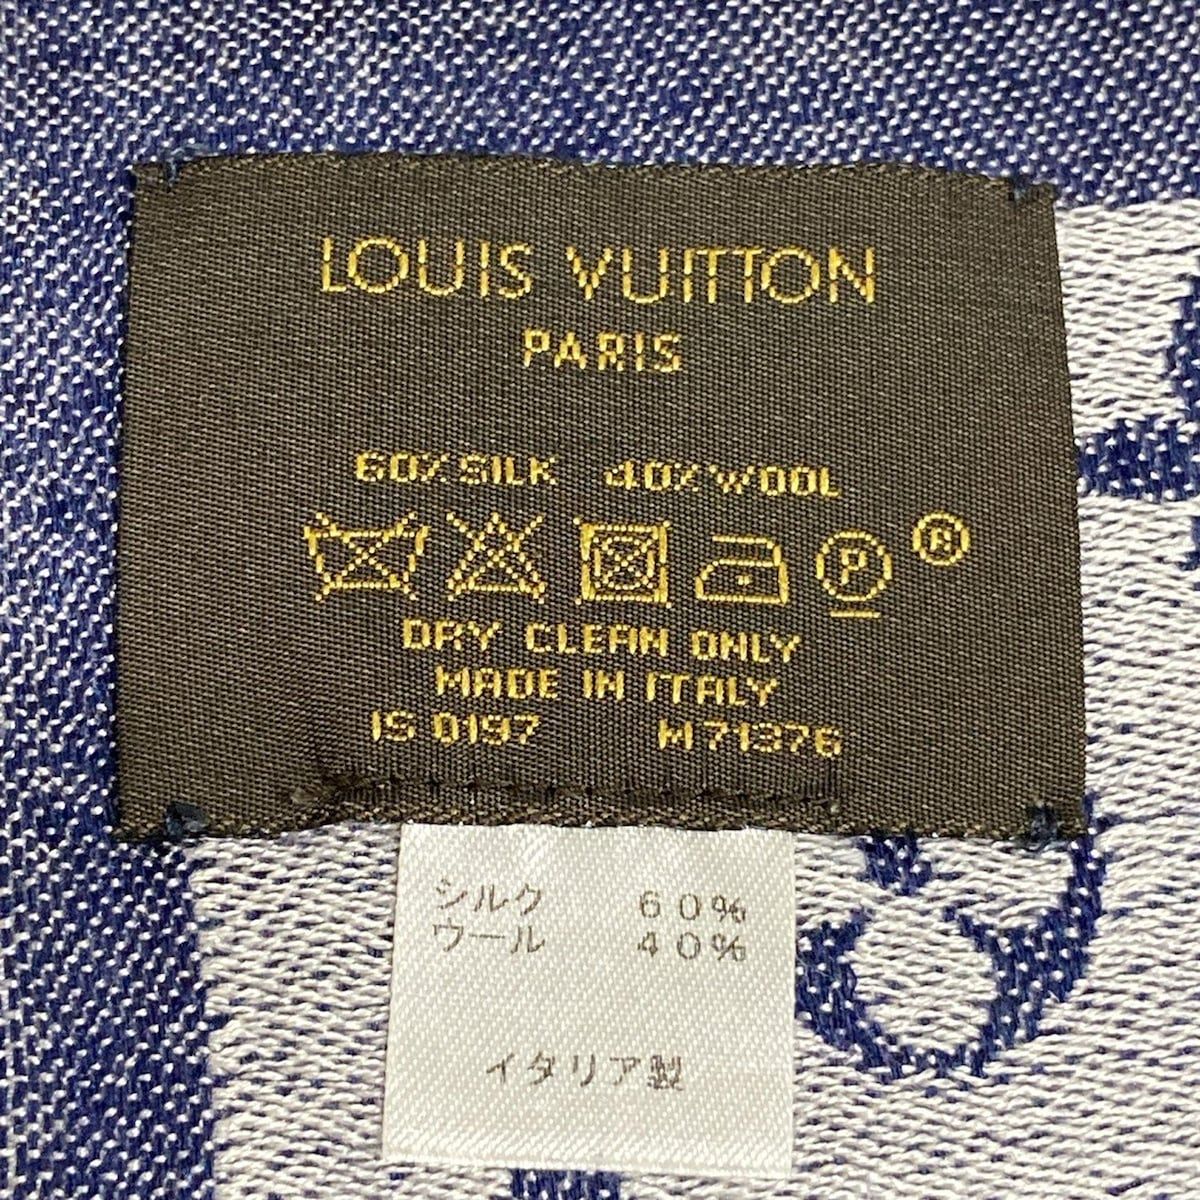 LOUIS VUITTON
PARIS
60% SILK 40% WOOL
P ®
DRY CLEAN ONLY
MADE IN ITALY
IS 0197 M71376
シルク 60%
ウール 40%
イタリア製